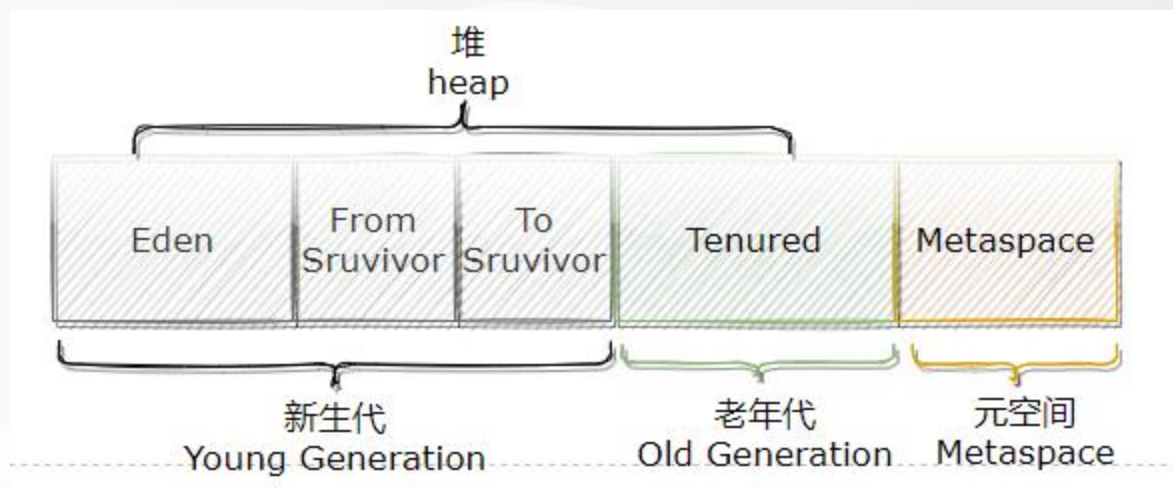 堆
heap
Eden
From
Sruvivor
To
Sruvivor
Tenured
Metaspace
新生代
Young Generation
老年代
Old Generation
元空间
Metaspace